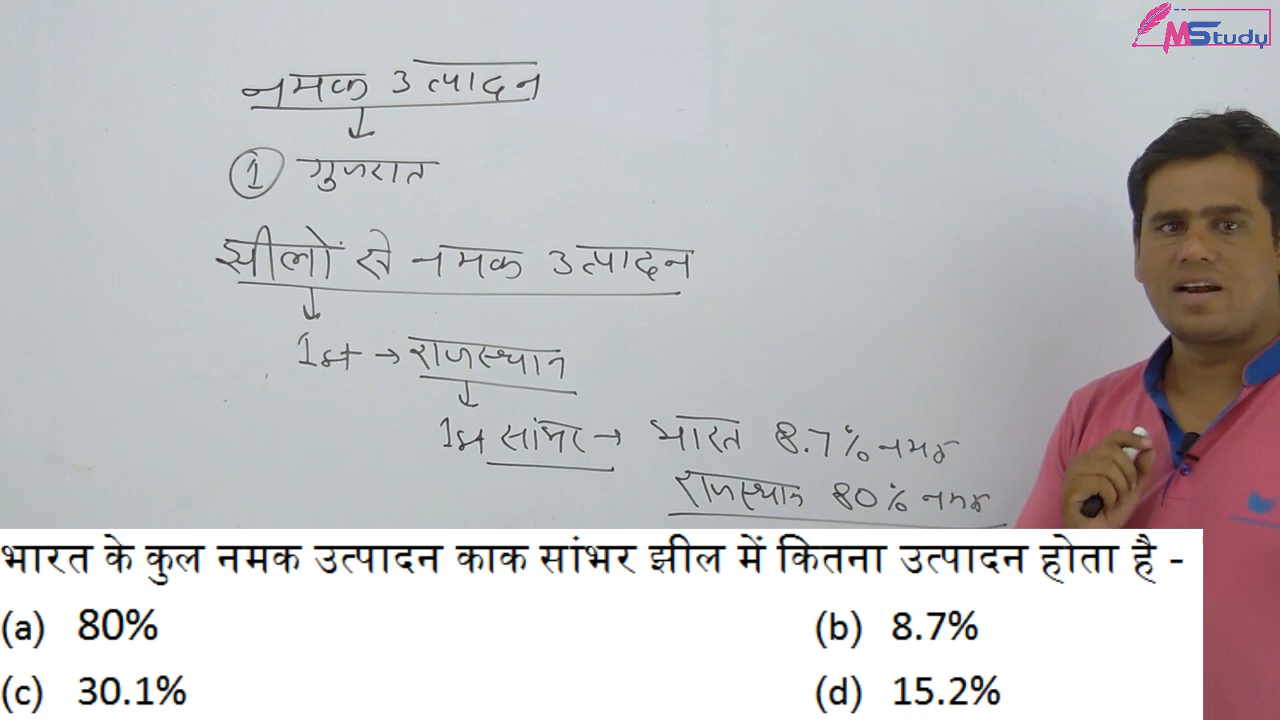 MStudy
नमक उत्पादन
① गुजरात
झीलों से नमक उत्पादन
1st → राजस्थान
1st सांभर → भारत 8.7% नमक
राजस्थान 80% नमक
भारत के कुल नमक उत्पादन काक सांभर झील में कितना उत्पादन होता है -
(a) 80% (b) 8.7%
(c) 30.1% (d) 15.2%